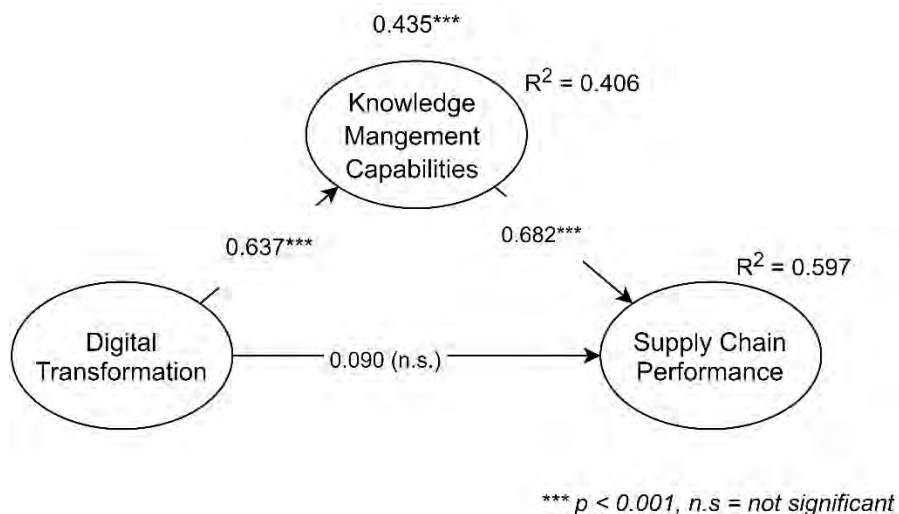 0.435***
Knowledge
Mangement
Capabilities
R² = 0.406
0.637***
0.682***
R² = 0.597
Digital
Transformation
0.090 (n.s.)
Supply Chain
Performance
*** p < 0.001, n.s = not significant